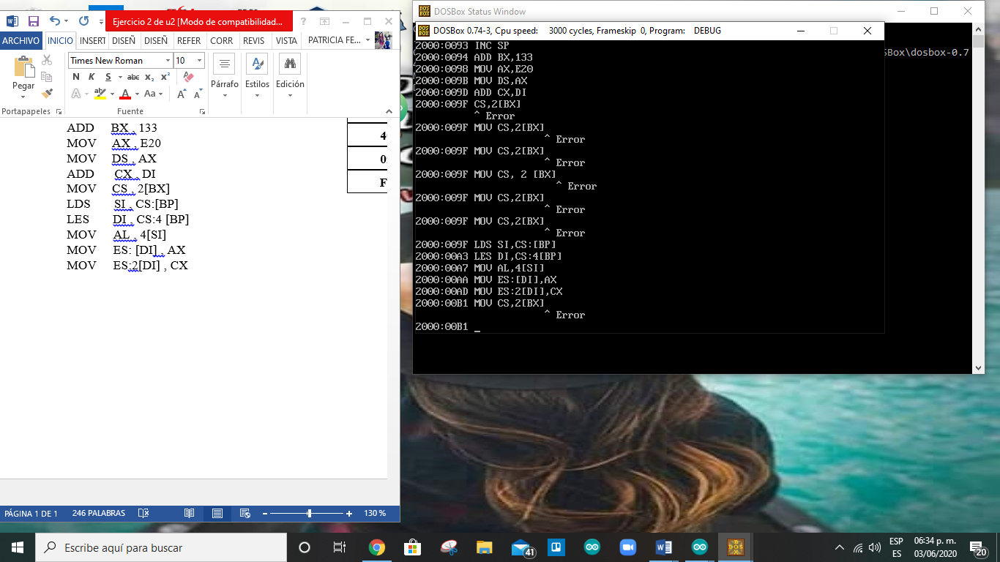 Ejercicio 2 de u2 [Modo de compatibilidad...
ARCHIVO INICIO INSERT DISEÑ DISEÑ REFER CORR REVIS VISTA PATRICIA FE...
Times New Roman 10
Pegar
N K S abc x₂ x²
A ab A Aa A A
Párrafo Estilos Edición
Portapapeles Fuente
ADD BX , 133
MOV AX , E20
MOV DS , AX
ADD CX , DI
MOV CS , 2[BX]
LDS SI , CS:[BP]
LES DI , CS:4 [BP]
MOV AL , 4[SI]
MOV ES: [DI] , AX
MOV ES:2[DI] , CX
4
0
F
PÁGINA 1 DE 1 246 PALABRAS 130 %
DOSBox Status Window
SBox\dosbox-0.7
DOSBox 0.74-3, Cpu speed: 3000 cycles, Frameskip 0, Program: DEBUG
2000:0093 INC SP
2000:0094 ADD BX,133
2000:0098 MOV AX,E20
2000:009B MOV DS,AX
2000:009D ADD CX,DI
2000:009F CS,2[BX]
^ Error
2000:009F MOV CS,2[BX]
^ Error
2000:009F MOV CS,2[BX]
^ Error
2000:009F MOV CS, 2 [BX]
^ Error
2000:009F MOV CS,2[BX]
^ Error
2000:009F MOV CS,2[BX]
^ Error
2000:009F LDS SI,CS:[BP]
2000:00A3 LES DI,CS:4[BP]
2000:00A7 MOV AL,4[SI]
2000:00AA MOV ES:[DI],AX
2000:00AD MOV ES:2[DI],CX
2000:00B1 MOV CS,2[BX]
^ Error
2000:00B1 _
Escribe aquí para buscar
41
ESP
ES
06:34 p. m.
03/06/2020
20